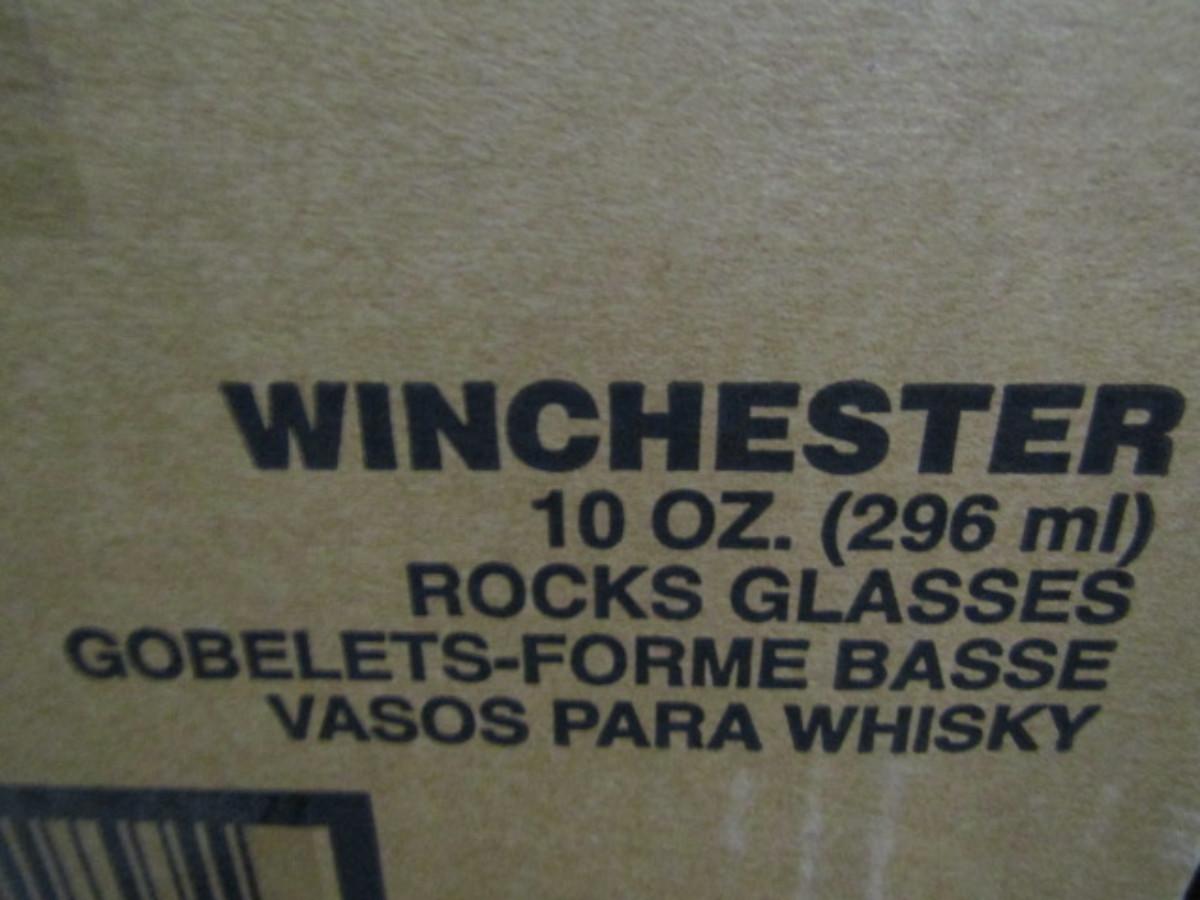 WINCHESTER
10 OZ. (296 ml)
ROCKS GLASSES
GOBELETS-FORME BASSE
VASOS PARA WHISKY